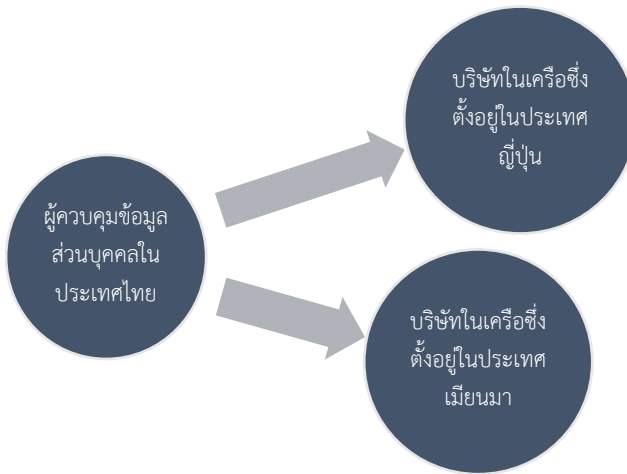 บริษัทในเครือซึ่ง
ตั้งอยู่ในประเทศ
ญี่ปุ่น
ผู้ควบคุมข้อมูล
ส่วนบุคคลใน
ประเทศไทย
บริษัทในเครือซึ่ง
ตั้งอยู่ในประเทศ
เมียนมา